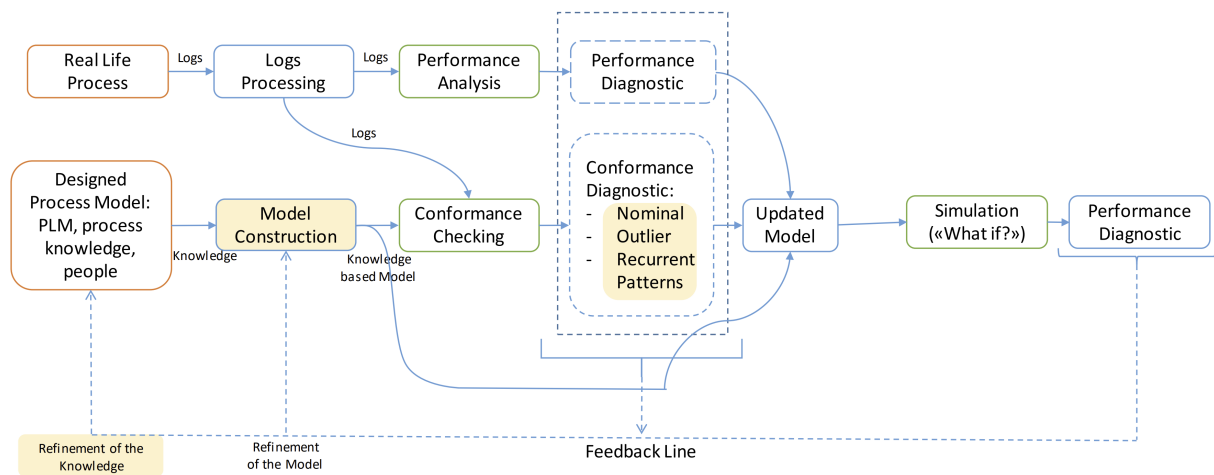 Real Life
Process
Logs
Logs
Processing
Logs
Performance
Analysis
Performance
Diagnostic
Logs
Designed
Process Model:
PLM, process
knowledge,
people
Knowledge
Model
Construction
Knowledge
based Model
Conformance
Checking
Conformance
Diagnostic:
- Nominal
- Outlier
- Recurrent
Patterns
Updated
Model
Simulation
(«What if?»)
Performance
Diagnostic
Refinement of the
Knowledge
Refinement
of the Model
Feedback Line